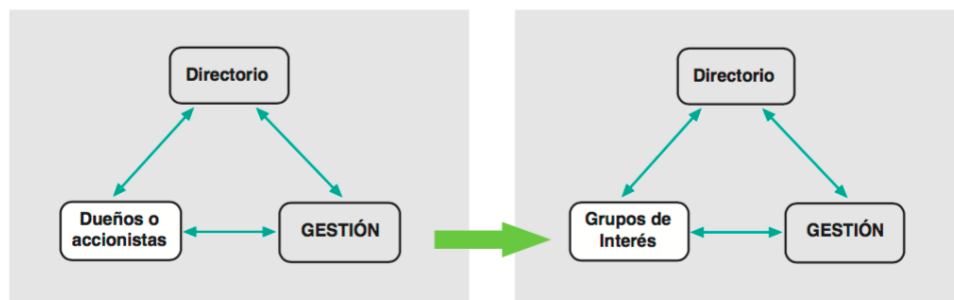 Directorio
Dueños o
accionistas
GESTIÓN
Directorio
Grupos de
Interés
GESTIÓN